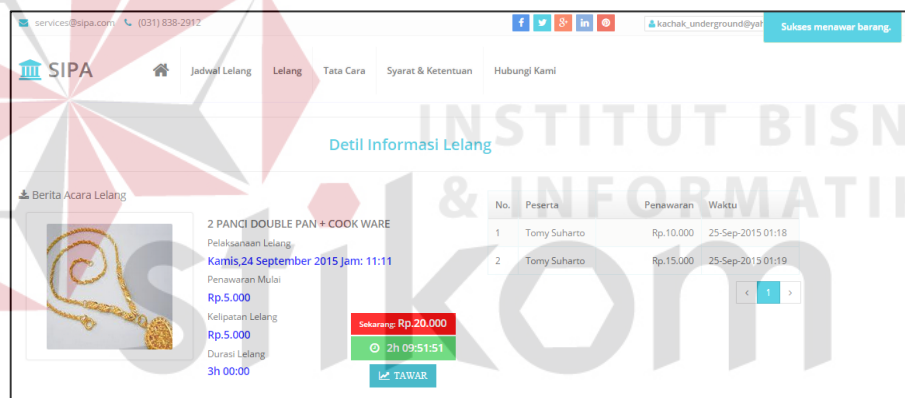 services@sipa.com (031) 838-2912
kachak_underground@yah
Sukses menawar barang.
SIPA
Jadwal Lelang Lelang Tata Cara Syarat & Ketentuan Hubungi Kami
INSTITUT BISN
Detil Informasi Lelang
& INFORMATI
Berita Acara Lelang
stikom
2 PANCI DOUBLE PAN + COOK WARE
Pelaksanaan Lelang
Kamis,24 September 2015 Jam: 11:11
Penawaran Mulai
Rp.5.000
Kelipatan Lelang
Rp.5.000
Durasi Lelang
3h 00:00
Sekarang: Rp.20.000
2h 09:51:51
TAWAR
No. Peserta Penawaran Waktu
1 Tomy Suharto Rp.10.000 25-Sep-2015 01:18
2 Tomy Suharto Rp.15.000 25-Sep-2015 01:19
< 1 >